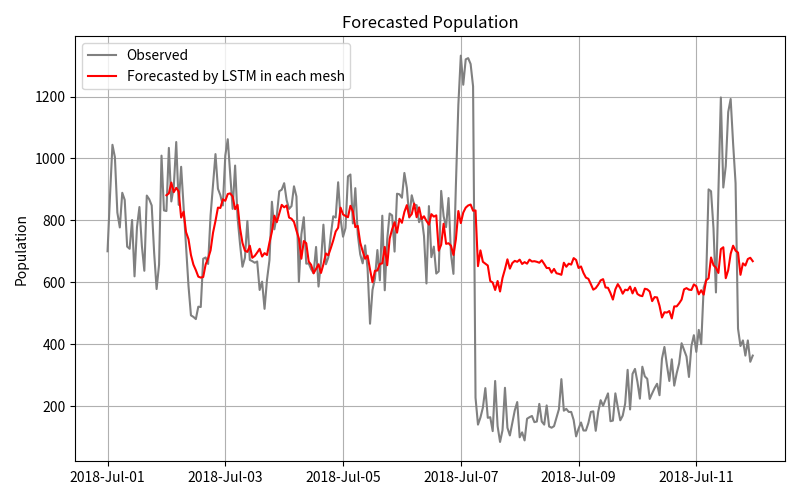 Forecasted Population
Observed
Forecasted by LSTM in each mesh
Population
1200
1000
800
600
400
200
2018-Jul-01
2018-Jul-03
2018-Jul-05
2018-Jul-07
2018-Jul-09
2018-Jul-11